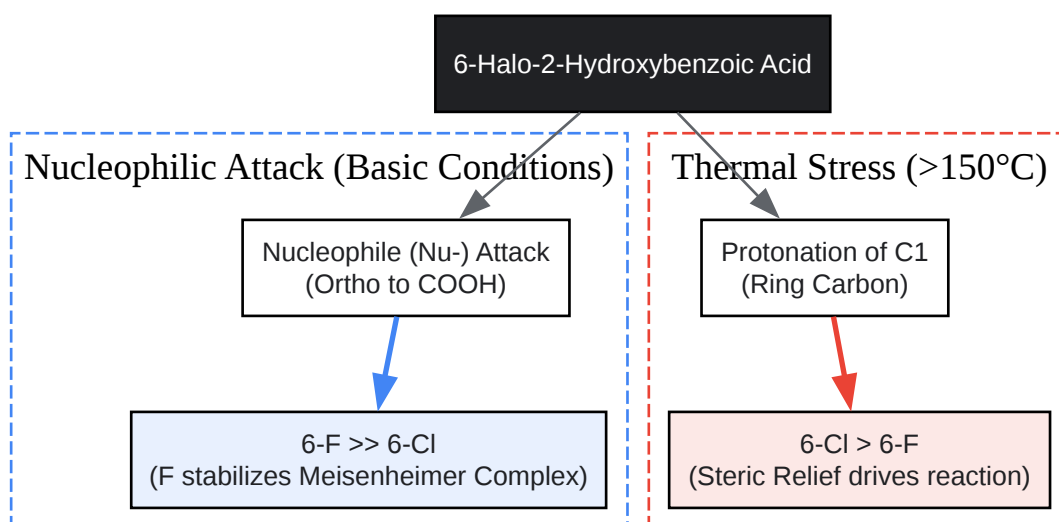 6-Halo-2-Hydroxybenzoic Acid
Nucleophilic Attack (Basic Conditions)
Thermal Stress (>150°C)
Nucleophile (Nu-) Attack
(Ortho to COOH)
Protonation of C1
(Ring Carbon)
6-F >> 6-Cl
(F stabilizes Meisenheimer Complex)
6-Cl > 6-F
(Steric Relief drives reaction)